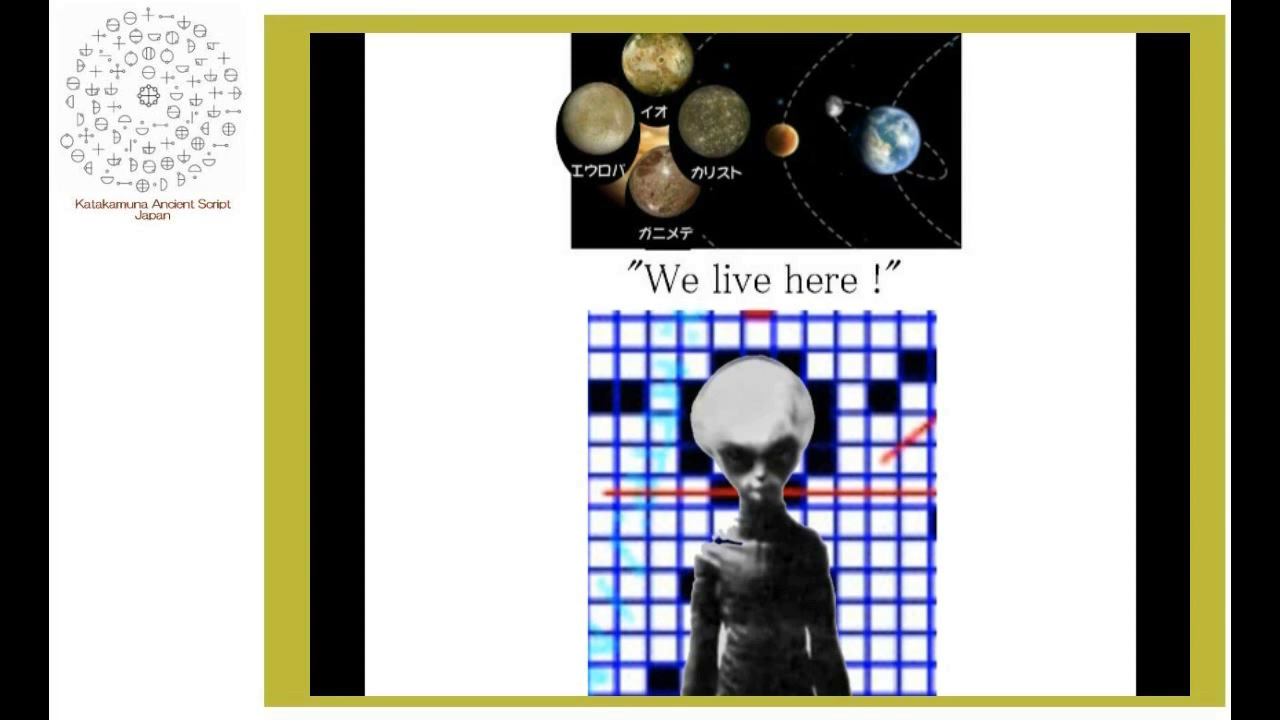 Katakamuna Ancient Script
Japan
イオ
エウロパ
カリスト
ガニメデ
"We live here !"